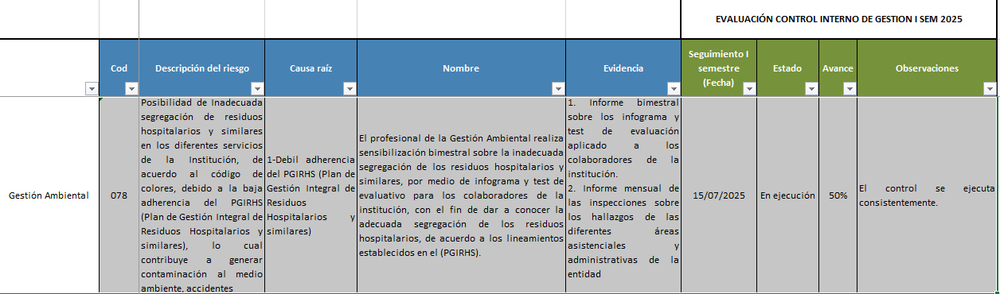 EVALUACIÓN CONTROL INTERNO DE GESTION I SEM 2025
Cod
Descripción del riesgo
Causa raíz
Nombre
Evidencia
Seguimiento I
semestre
(Fecha)
Estado
Avance
Observaciones
Gestión Ambiental
078
Posibilidad de Inadecuada
segregación de residuos
hospitalarios y similares
en los diferentes servicios
de la Institución, de
acuerdo al código de
colores, debido a la baja
adherencia del PGIRHS
(Plan de Gestión Integral de
Residuos Hospitalarios y
similares), lo cual
contribuye a generar
contaminación al medio
ambiente, accidentes
1-Debil adherencia
del PGIRHS (Plan de
Gestión Integral de
Residuos
Hospitalarios y
similares)
El profesional de la Gestión Ambiental realiza
sensibilización bimestral sobre la inadecuada
segregación de los residuos hospitalarios y
similares, por medio de infograma y test de
evaluativo para los colaboradores de la
institución, con el fin de dar a conocer la
adecuada segregación de los residuos
hospitalarios, de acuerdo a los lineamientos
establecidos en el (PGIRHS).
1. Informe bimestral
sobre los infograma y
test de evaluación
aplicado a los
colaboradores de la
institución.
2. Informe mensual de
las inspecciones sobre
los hallazgos de las
diferentes áreas
asistenciales y
administrativas de la
entidad
15/07/2025
En ejecución
50%
El control se ejecuta
consistentemente.